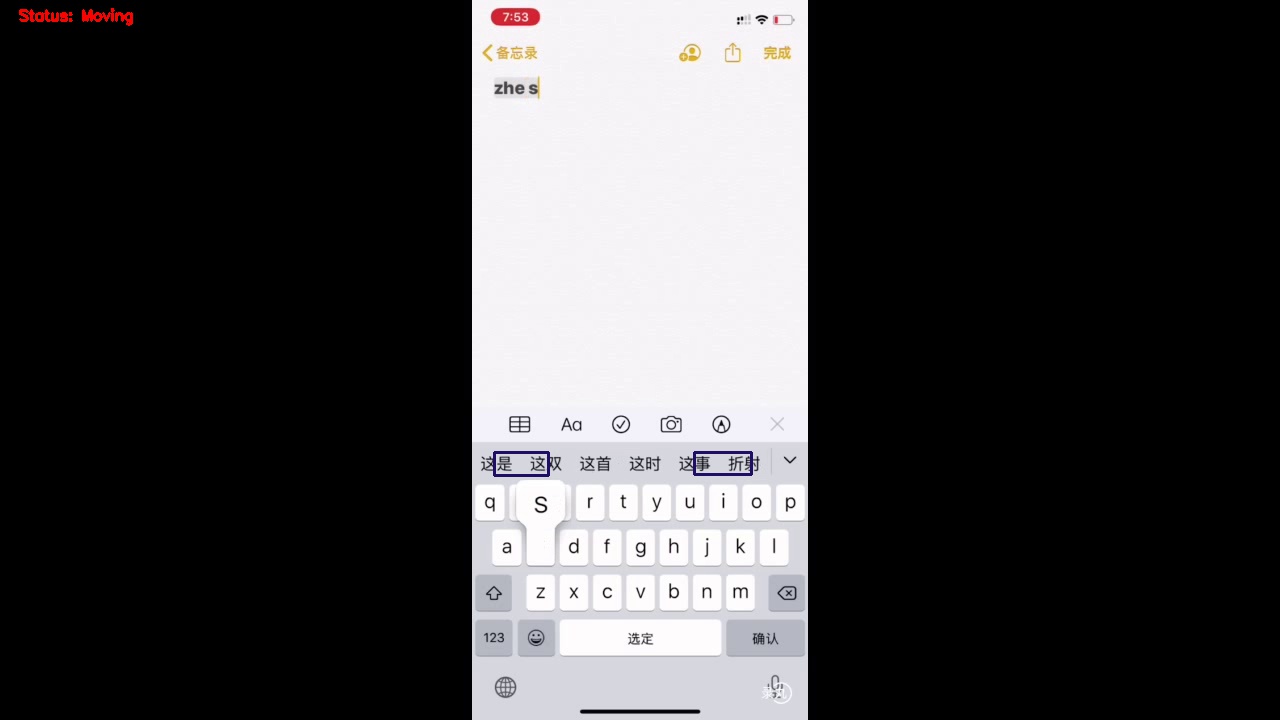 Status: Moving
7:53
备忘录 完成
zhe s
Aa
这是 这双 这首 这时 这事 折射
q S r t y u i o p
a d f g h j k l
z x c v b n m
123 选定 确认